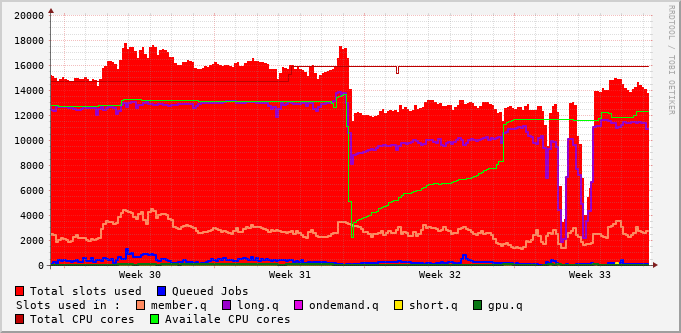 20000
18000
16000
14000
12000
10000
8000
6000
4000
2000
0
Week 30 Week 31 Week 32 Week 33
Total slots used Queued Jobs
Slots used in : member.q long.q ondemand.q short.q gpu.q
Total CPU cores Availale CPU cores
RRDTOOL / TOBI OETIKER